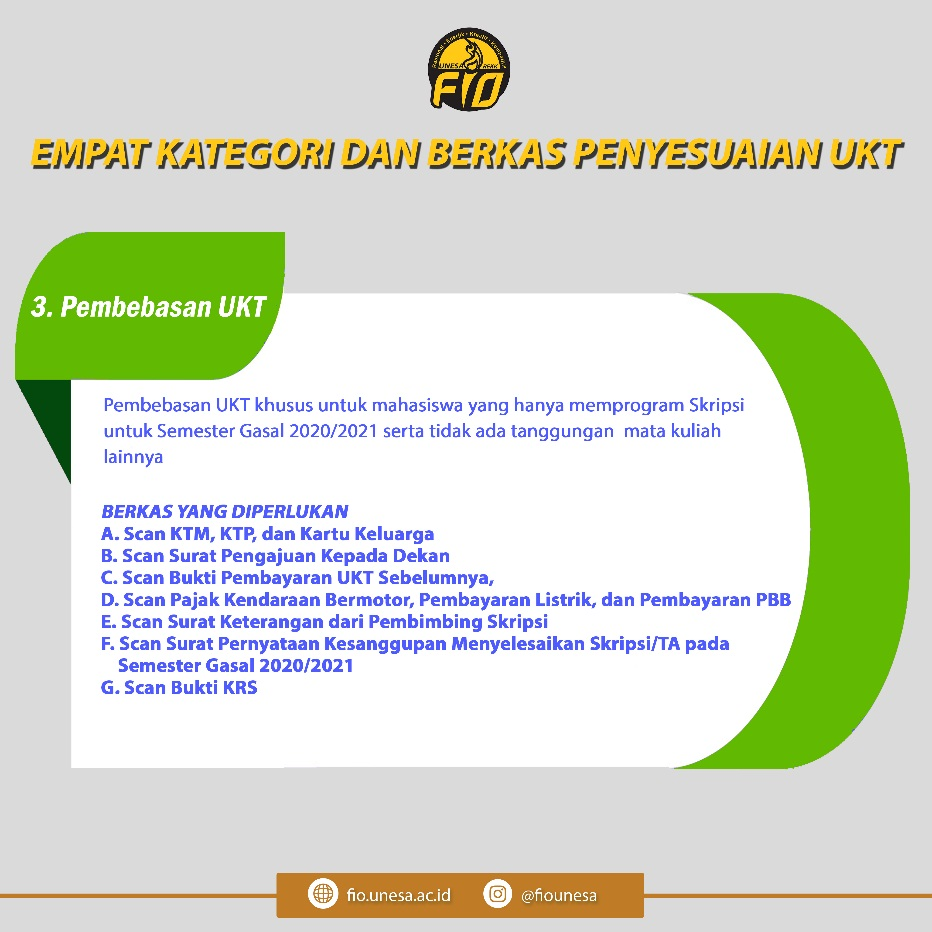 UNESA
FIO
EMPAT KATEGORI DAN BERKAS PENYESUAIAN UKT
3. Pembebasan UKT
Pembebasan UKT khusus untuk mahasiswa yang hanya memprogram Skripsi
untuk Semester Gasal 2020/2021 serta tidak ada tanggungan mata kuliah
lainnya
BERKAS YANG DIPERLUKAN
A. Scan KTM, KTP, dan Kartu Keluarga
B. Scan Surat Pengajuan Kepada Dekan
C. Scan Bukti Pembayaran UKT Sebelumnya,
D. Scan Pajak Kendaraan Bermotor, Pembayaran Listrik, dan Pembayaran PBB
E. Scan Surat Keterangan dari Pembimbing Skripsi
F. Scan Surat Pernyataan Kesanggupan Menyelesaikan Skripsi/TA pada
Semester Gasal 2020/2021
G. Scan Bukti KRS
fio.unesa.ac.id
@fiounesa